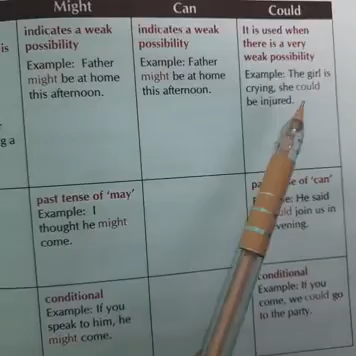 Might
Can
Could
is
g a
indicates a weak
possibility
Example: Father
might be at home
this afternoon.
indicates a weak
possibility
Example: Father
might be at home
this afternoon.
It is used when
there is a very
weak possibility
Example: The girl is
crying, she could
be injured.
past tense of 'may'
Example: I
thought he might
come.
of 'can'
He said
join us in
conditional
Example: If you
speak to him, he
might come.
conditional
Example: If you
come, we could go
to the party.